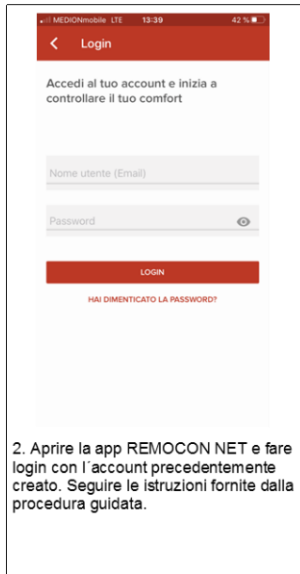 MEDIONmobile LTE 13:39 42 %
Login
Accedi al tuo account e inizia a
controllare il tuo comfort
Nome utente (Email)
Password
LOGIN
HAI DIMENTICATO LA PASSWORD?
2. Aprire la app REMOCON NET e fare
login con l´account precedentemente
creato. Seguire le istruzioni fornite dalla
procedura guidata.